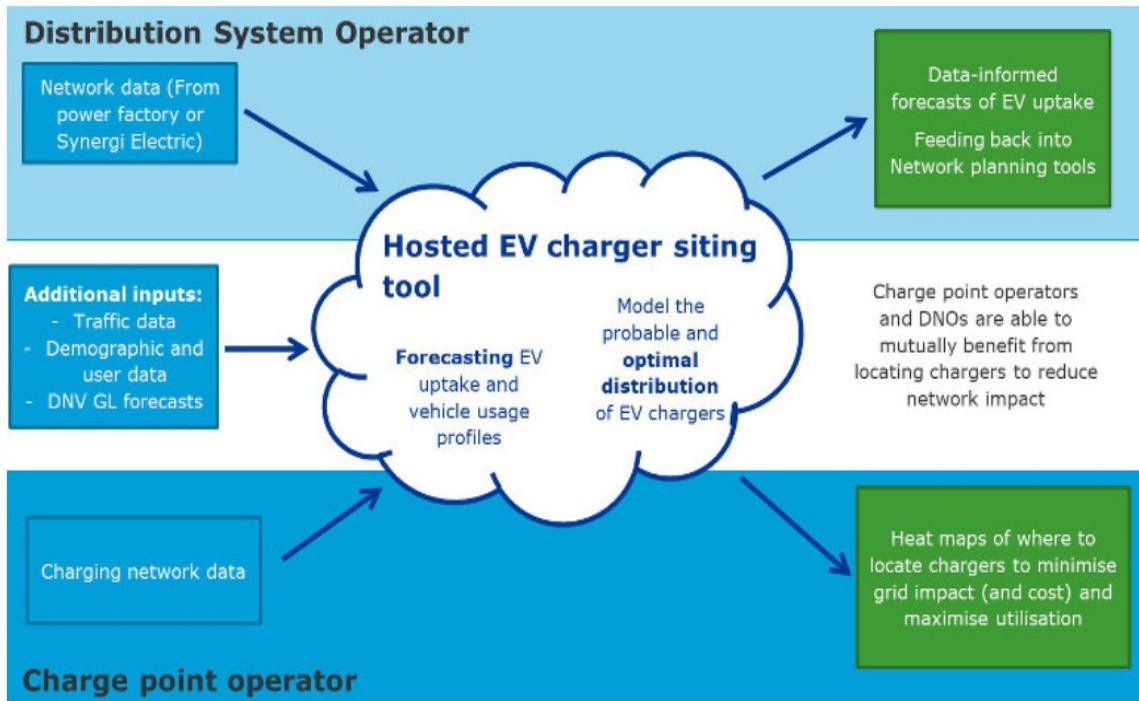 Distribution System Operator
Network data (From
power factory or
Synergi Electric)
Data-informed
forecasts of EV uptake
Feeding back into
Network planning tools
Hosted EV charger siting
tool
Additional inputs:
- Traffic data
- Demographic and
user data
- DNV GL forecasts
Forecasting EV
uptake and
vehicle usage
profiles
Model the
probable and
optimal
distribution
of EV chargers
Charge point operators
and DNOs are able to
mutually benefit from
locating chargers to reduce
network impact
Charging network data
Heat maps of where to
locate chargers to minimise
grid impact (and cost) and
maximise utilisation
Charge point operator